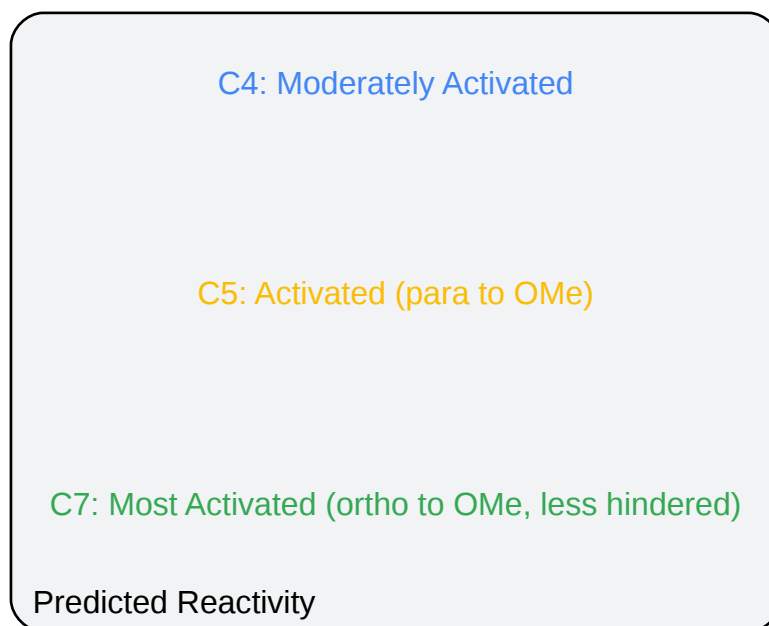 C4: Moderately Activated
C5: Activated (para to OMe)
C7: Most Activated (ortho to OMe, less hindered)
Predicted Reactivity